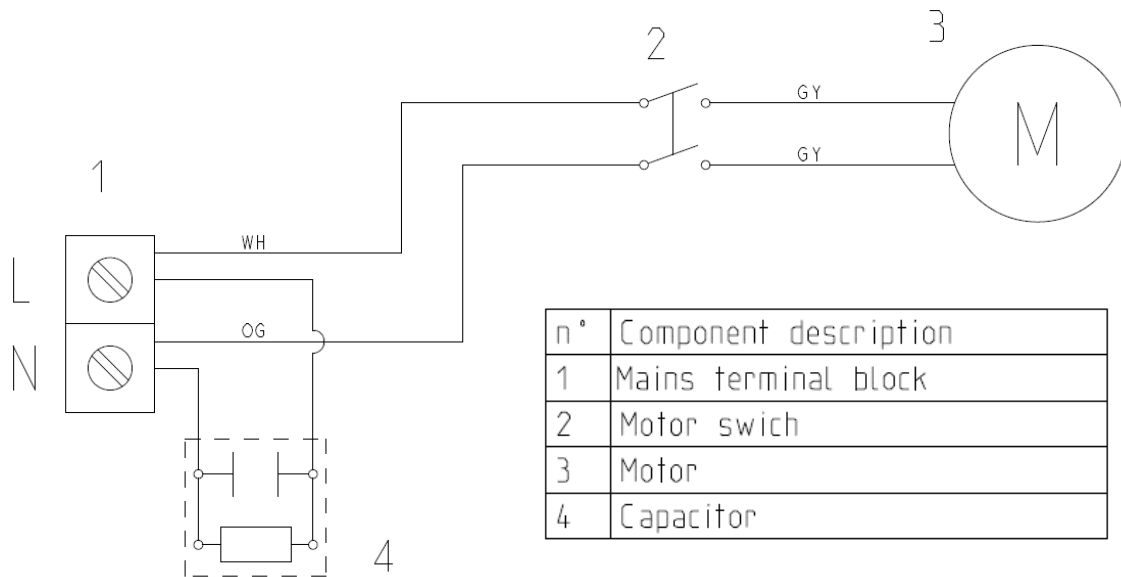 2
3
GY
M
GY
1
WH
L
OG
N
4
n° Component description
1 Mains terminal block
2 Motor swich
3 Motor
4 Capacitor